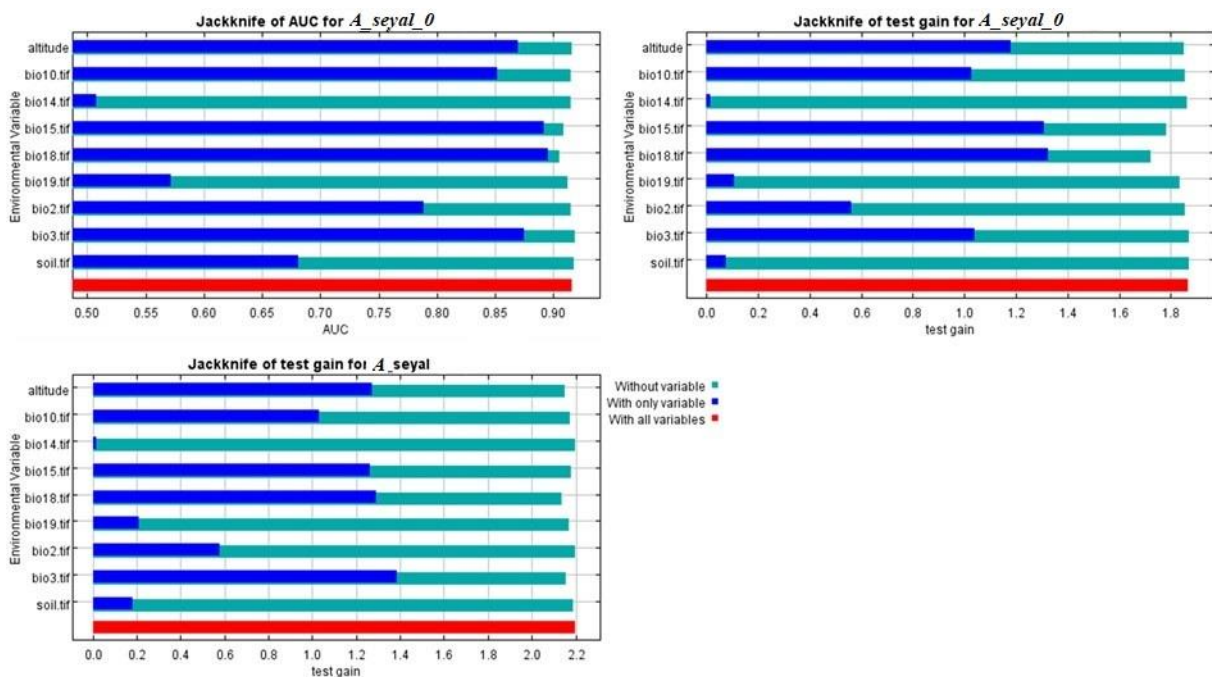 Jackknife of AUC for A_seyal_0
Environmental Variable
altitude
bio10.tif
bio14.tif
bio15.tif
bio18.tif
bio19.tif
bio2.tif
bio3.tif
soil.tif
0.50 0.55 0.60 0.65 0.70 0.75 0.80 0.85 0.90
AUC
Jackknife of test gain for A_seyal_0
Environmental Variable
altitude
bio10.tif
bio14.tif
bio15.tif
bio18.tif
bio19.tif
bio2.tif
bio3.tif
soil.tif
0.0 0.2 0.4 0.6 0.8 1.0 1.2 1.4 1.6 1.8
test gain
Jackknife of test gain for A_seyal
Environmental Variable
altitude
bio10.tif
bio14.tif
bio15.tif
bio18.tif
bio19.tif
bio2.tif
bio3.tif
soil.tif
0.0 0.2 0.4 0.6 0.8 1.0 1.2 1.4 1.6 1.8 2.0 2.2
test gain
Without variable
With only variable
With all variables